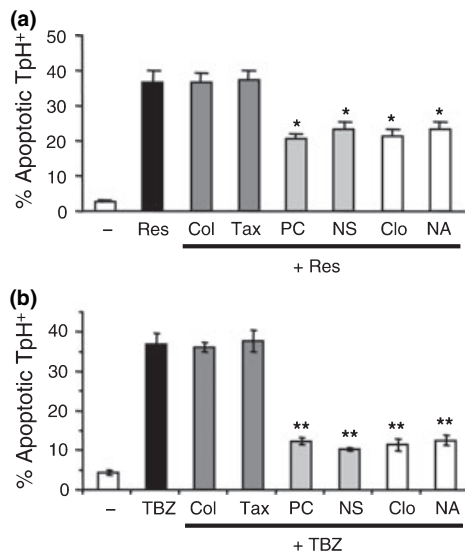 (a)
% Apoptotic TpH+
50
40
30
20
10
0
* * * *
– Res Col Tax PC NS Clo NA
+ Res
(b)
% Apoptotic TpH+
40
30
20
10
0
** ** ** **
– TBZ Col Tax PC NS Clo NA
+ TBZ